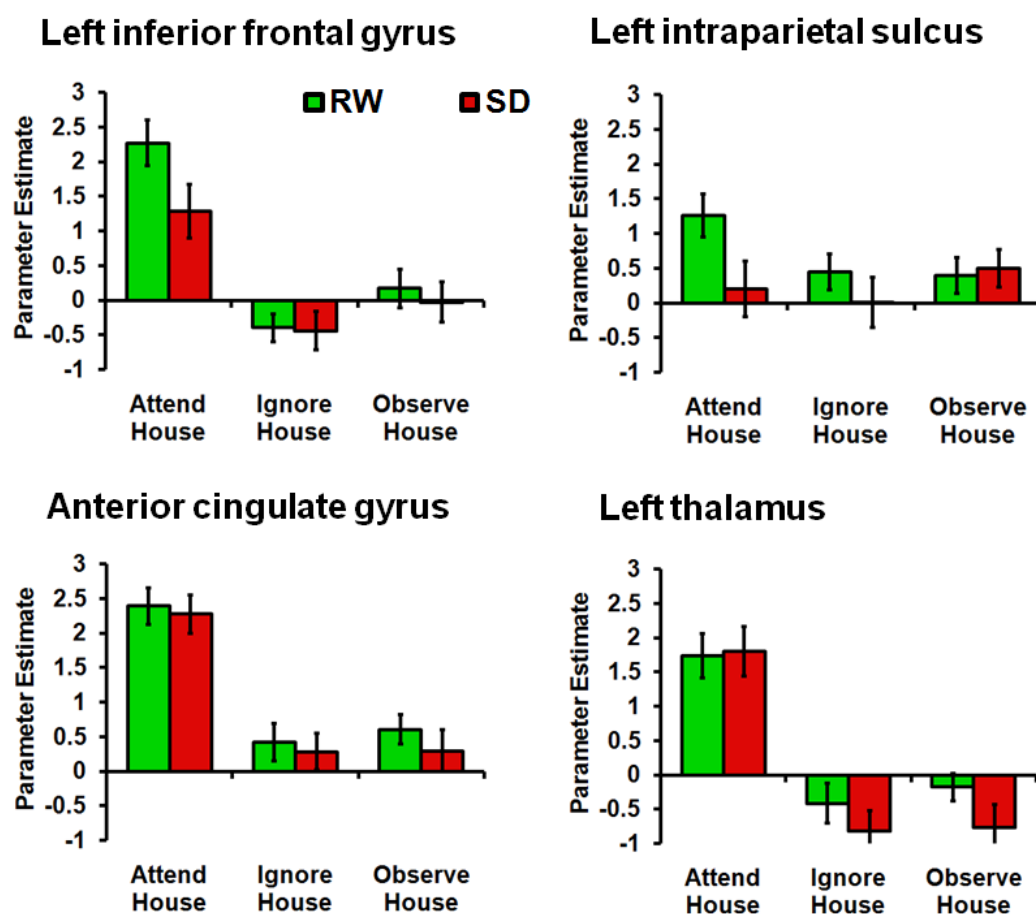 Left inferior frontal gyrus
RW
SD
Parameter Estimate
3
2.5
2
1.5
1
0.5
0
-0.5
-1
Attend House
Ignore House
Observe House
Left intraparietal sulcus
Parameter Estimate
3
2.5
2
1.5
1
0.5
0
-0.5
-1
Attend House
Ignore House
Observe House
Anterior cingulate gyrus
Parameter Estimate
3
2.5
2
1.5
1
0.5
0
-0.5
-1
Attend House
Ignore House
Observe House
Left thalamus
Parameter Estimate
3
2.5
2
1.5
1
0.5
0
-0.5
-1
Attend House
Ignore House
Observe House